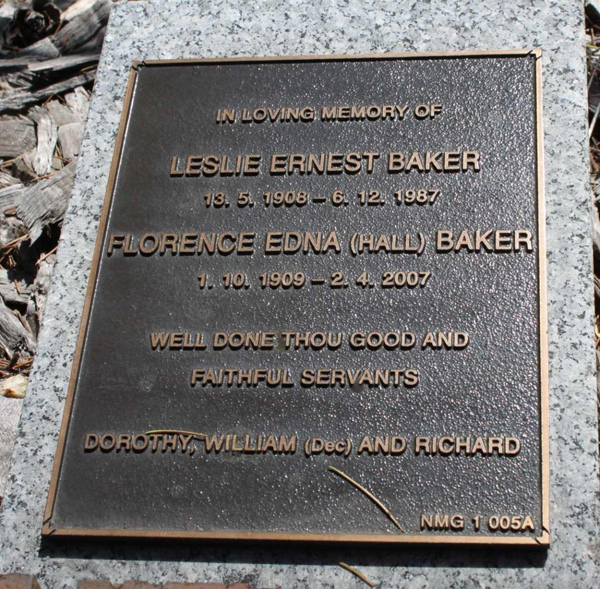 IN LOVING MEMORY OF
LESLIE ERNEST BAKER
13. 5. 1908 – 6. 12. 1987
FLORENCE EDNA (HALL) BAKER
1. 10. 1909 – 2. 4. 2007
WELL DONE THOU GOOD AND
FAITHFUL SERVANTS
DOROTHY, WILLIAM (Dec) AND RICHARD
NMG 1 005A